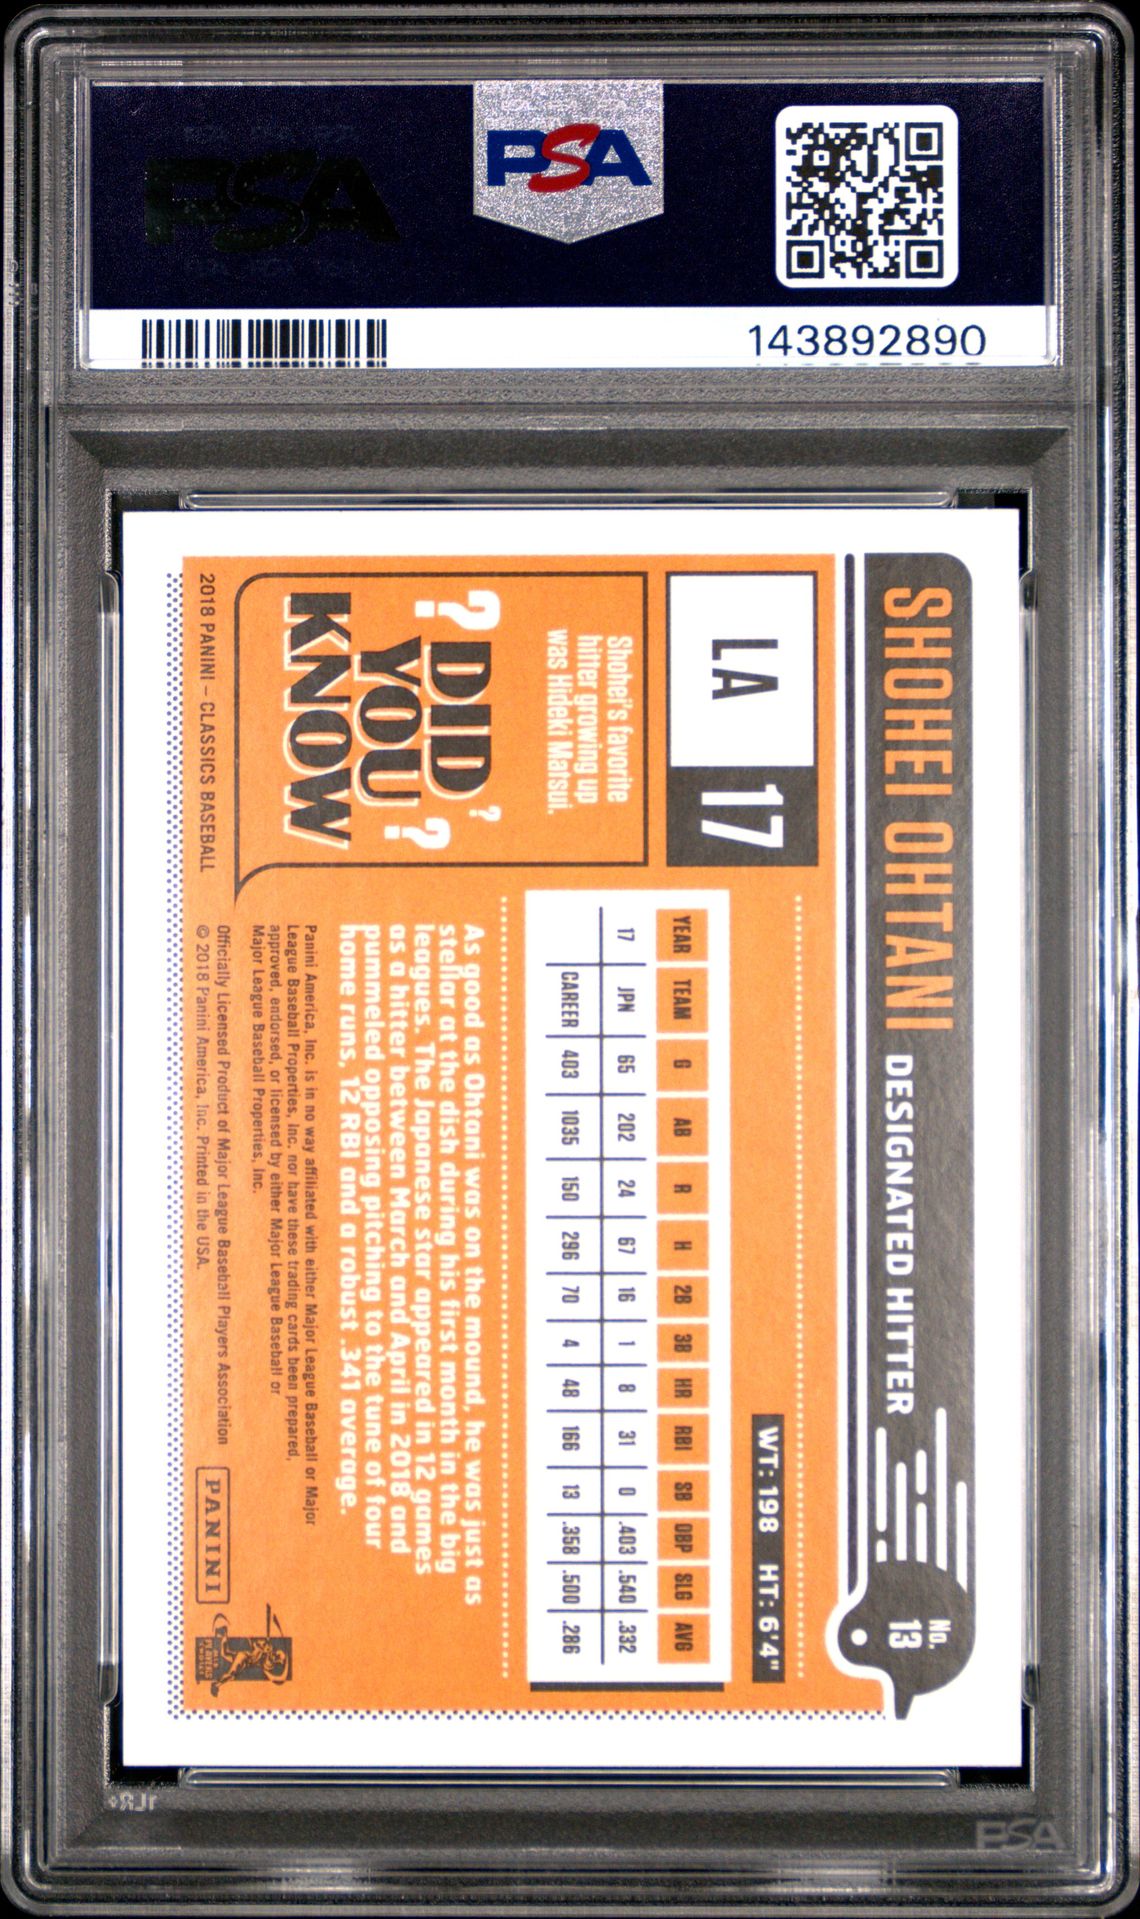 PSA
PSA
143892890
SHOHEI OHTANI DESIGNATED HITTER
No.
13
LA 17
WT: 198 HT: 6'4"
Shohei's favorite
hitter growing up
was Hideki Matsui.
? DID ?
YOU ?
KNOW
YEAR TEAM G AB R H 2B 3B HR RBI SB OBP SLG AVG
17 JPN 65 202 24 67 16 1 8 31 0 .403 .540 .332
CAREER 403 1035 150 296 70 4 48 166 13 .358 .500 .286
As good as Ohtani was on the mound, he was just as
stellar at the dish during his first month in the big
leagues. The Japanese star appeared in 12 games
as a hitter between March and April in 2018 and
pummeled opposing pitching to the tune of four
home runs, 12 RBI and a robust .341 average.
Panini America, Inc. is in no way affiliated with either Major League Baseball or Major
League Baseball Properties, Inc. nor have these trading cards been prepared,
approved, endorsed, or licensed by either Major League Baseball or
Major League Baseball Properties, Inc.
2018 PANINI – CLASSICS BASEBALL
Officially Licensed Product of Major League Baseball Players Association
© 2018 Panini America, Inc. Printed in the USA.
PANINI
PSA